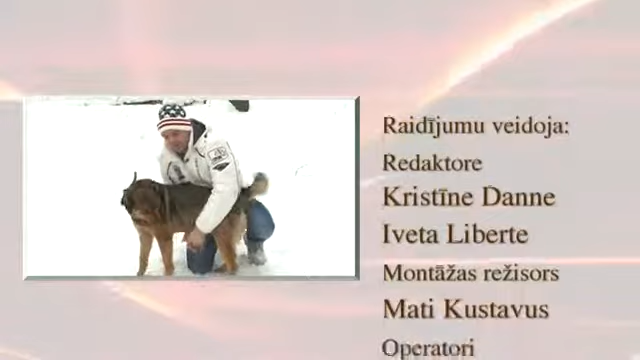 Raidījumu veidoja:
Redaktore
Kristīne Danne
Iveta Liberte
Montāžas režisors
Mati Kustavus
Operatori